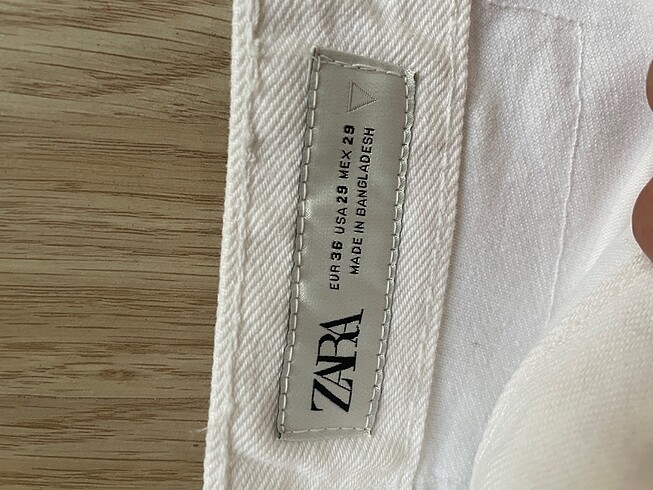 ZARA
EUR 36 USA 29 MEX 29
MADE IN BANGLADESH